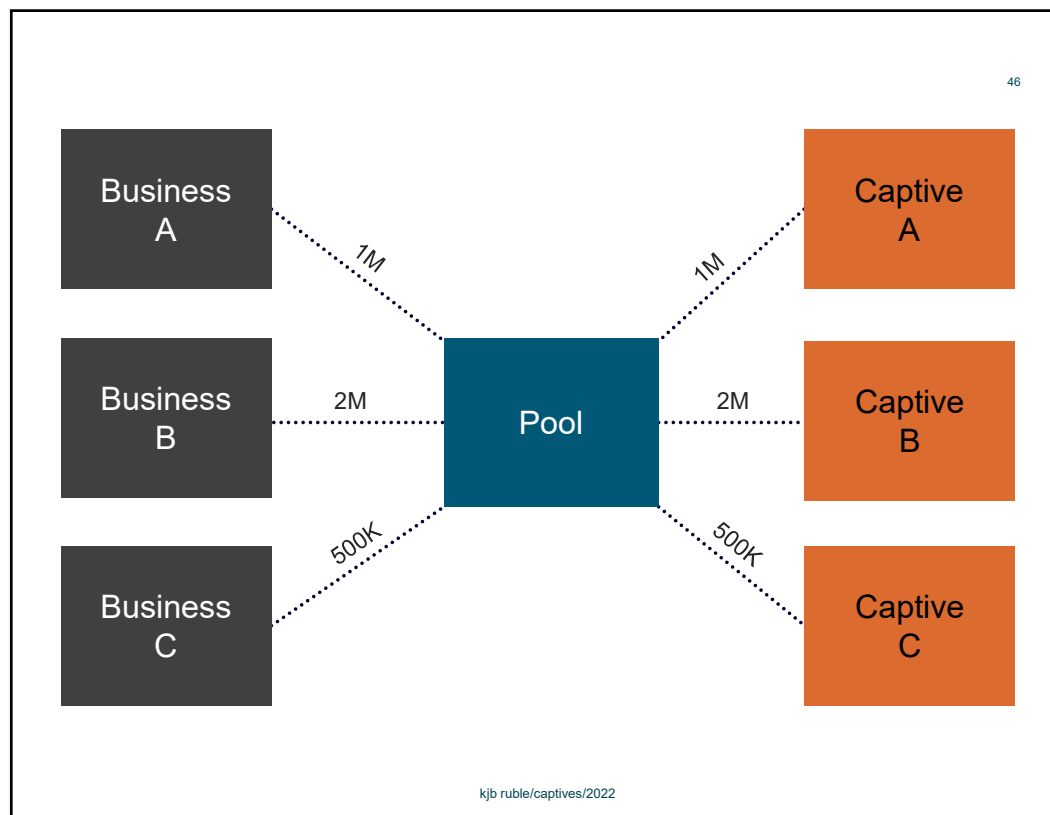 46
Business
A
1M
1M
Captive
A
Business
B
2M
Pool
2M
Captive
B
Business
C
500K
500K
Captive
C
kjb ruble/captives/2022